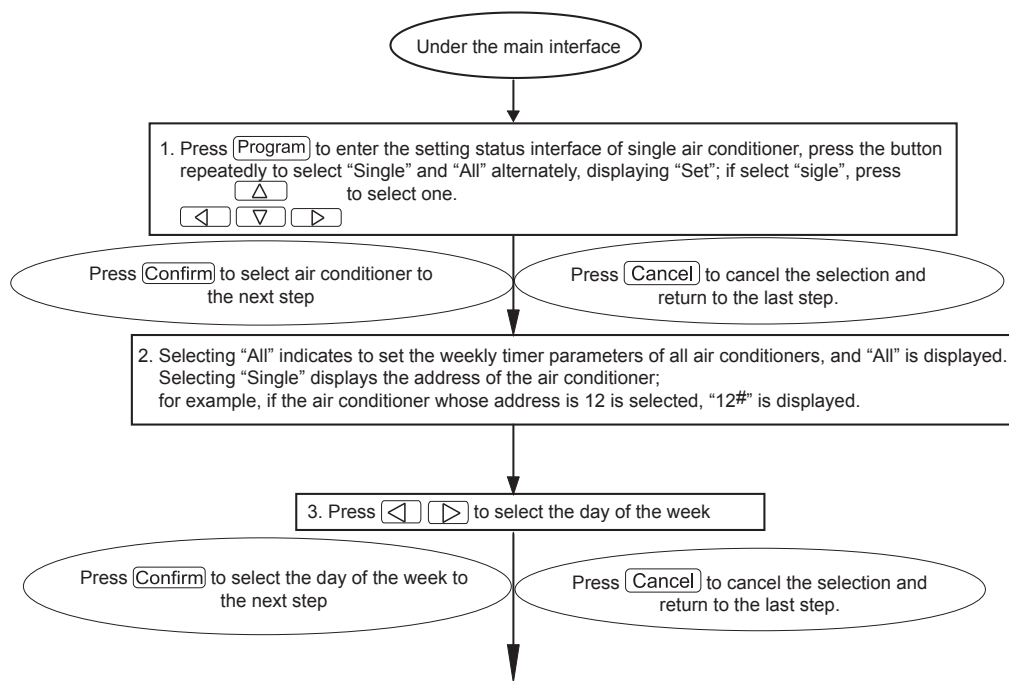 Under the main interface
1. Press Program to enter the setting status interface of single air conditioner, press the button
repeatedly to select “Single” and “All” alternately, displaying “Set”; if select “sigle”, press
to select one.
Press Confirm to select air conditioner to
the next step
Press Cancel to cancel the selection and
return to the last step.
2. Selecting “All” indicates to set the weekly timer parameters of all air conditioners, and “All” is displayed.
Selecting “Single” displays the address of the air conditioner;
for example, if the air conditioner whose address is 12 is selected, “12#” is displayed.
3. Press ◁ ▷ to select the day of the week
Press Confirm to select the day of the week to
the next step
Press Cancel to cancel the selection and
return to the last step.